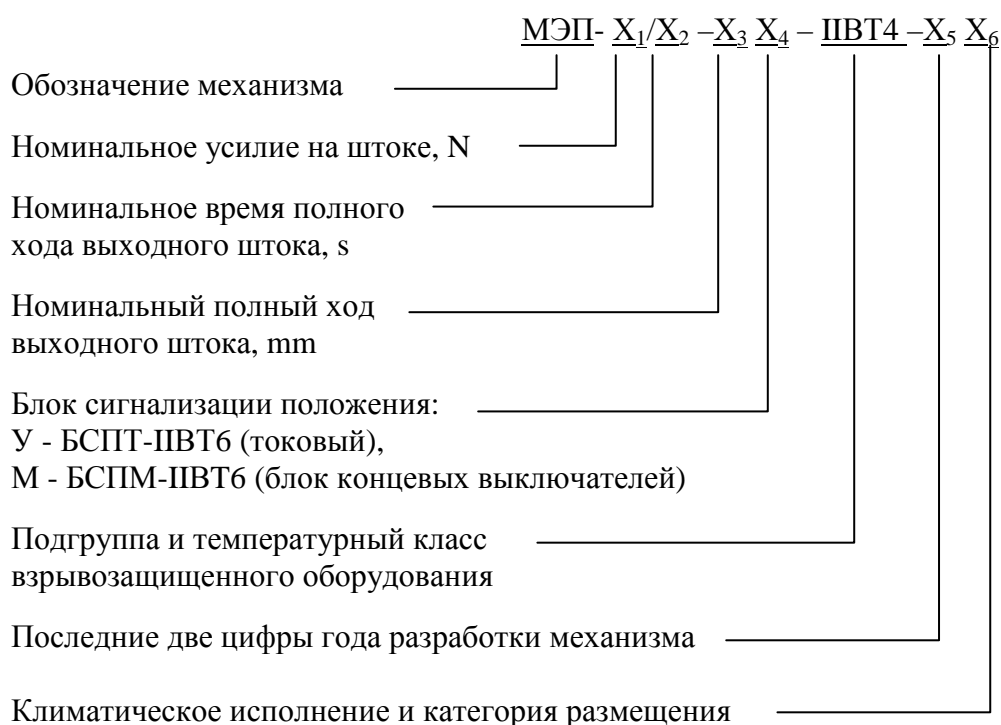 МЭП- X₁/X₂ –X₃ X₄ – IIВТ4 –X₅ X₆
Обозначение механизма
Номинальное усилие на штоке, N
Номинальное время полного
хода выходного штока, s
Номинальный полный ход
выходного штока, mm
Блок сигнализации положения:
У - БСПТ-IIВТ6 (токовый),
М - БСПМ-IIВТ6 (блок концевых выключателей)
Подгруппа и температурный класс
взрывозащищенного оборудования
Последние две цифры года разработки механизма
Климатическое исполнение и категория размещения